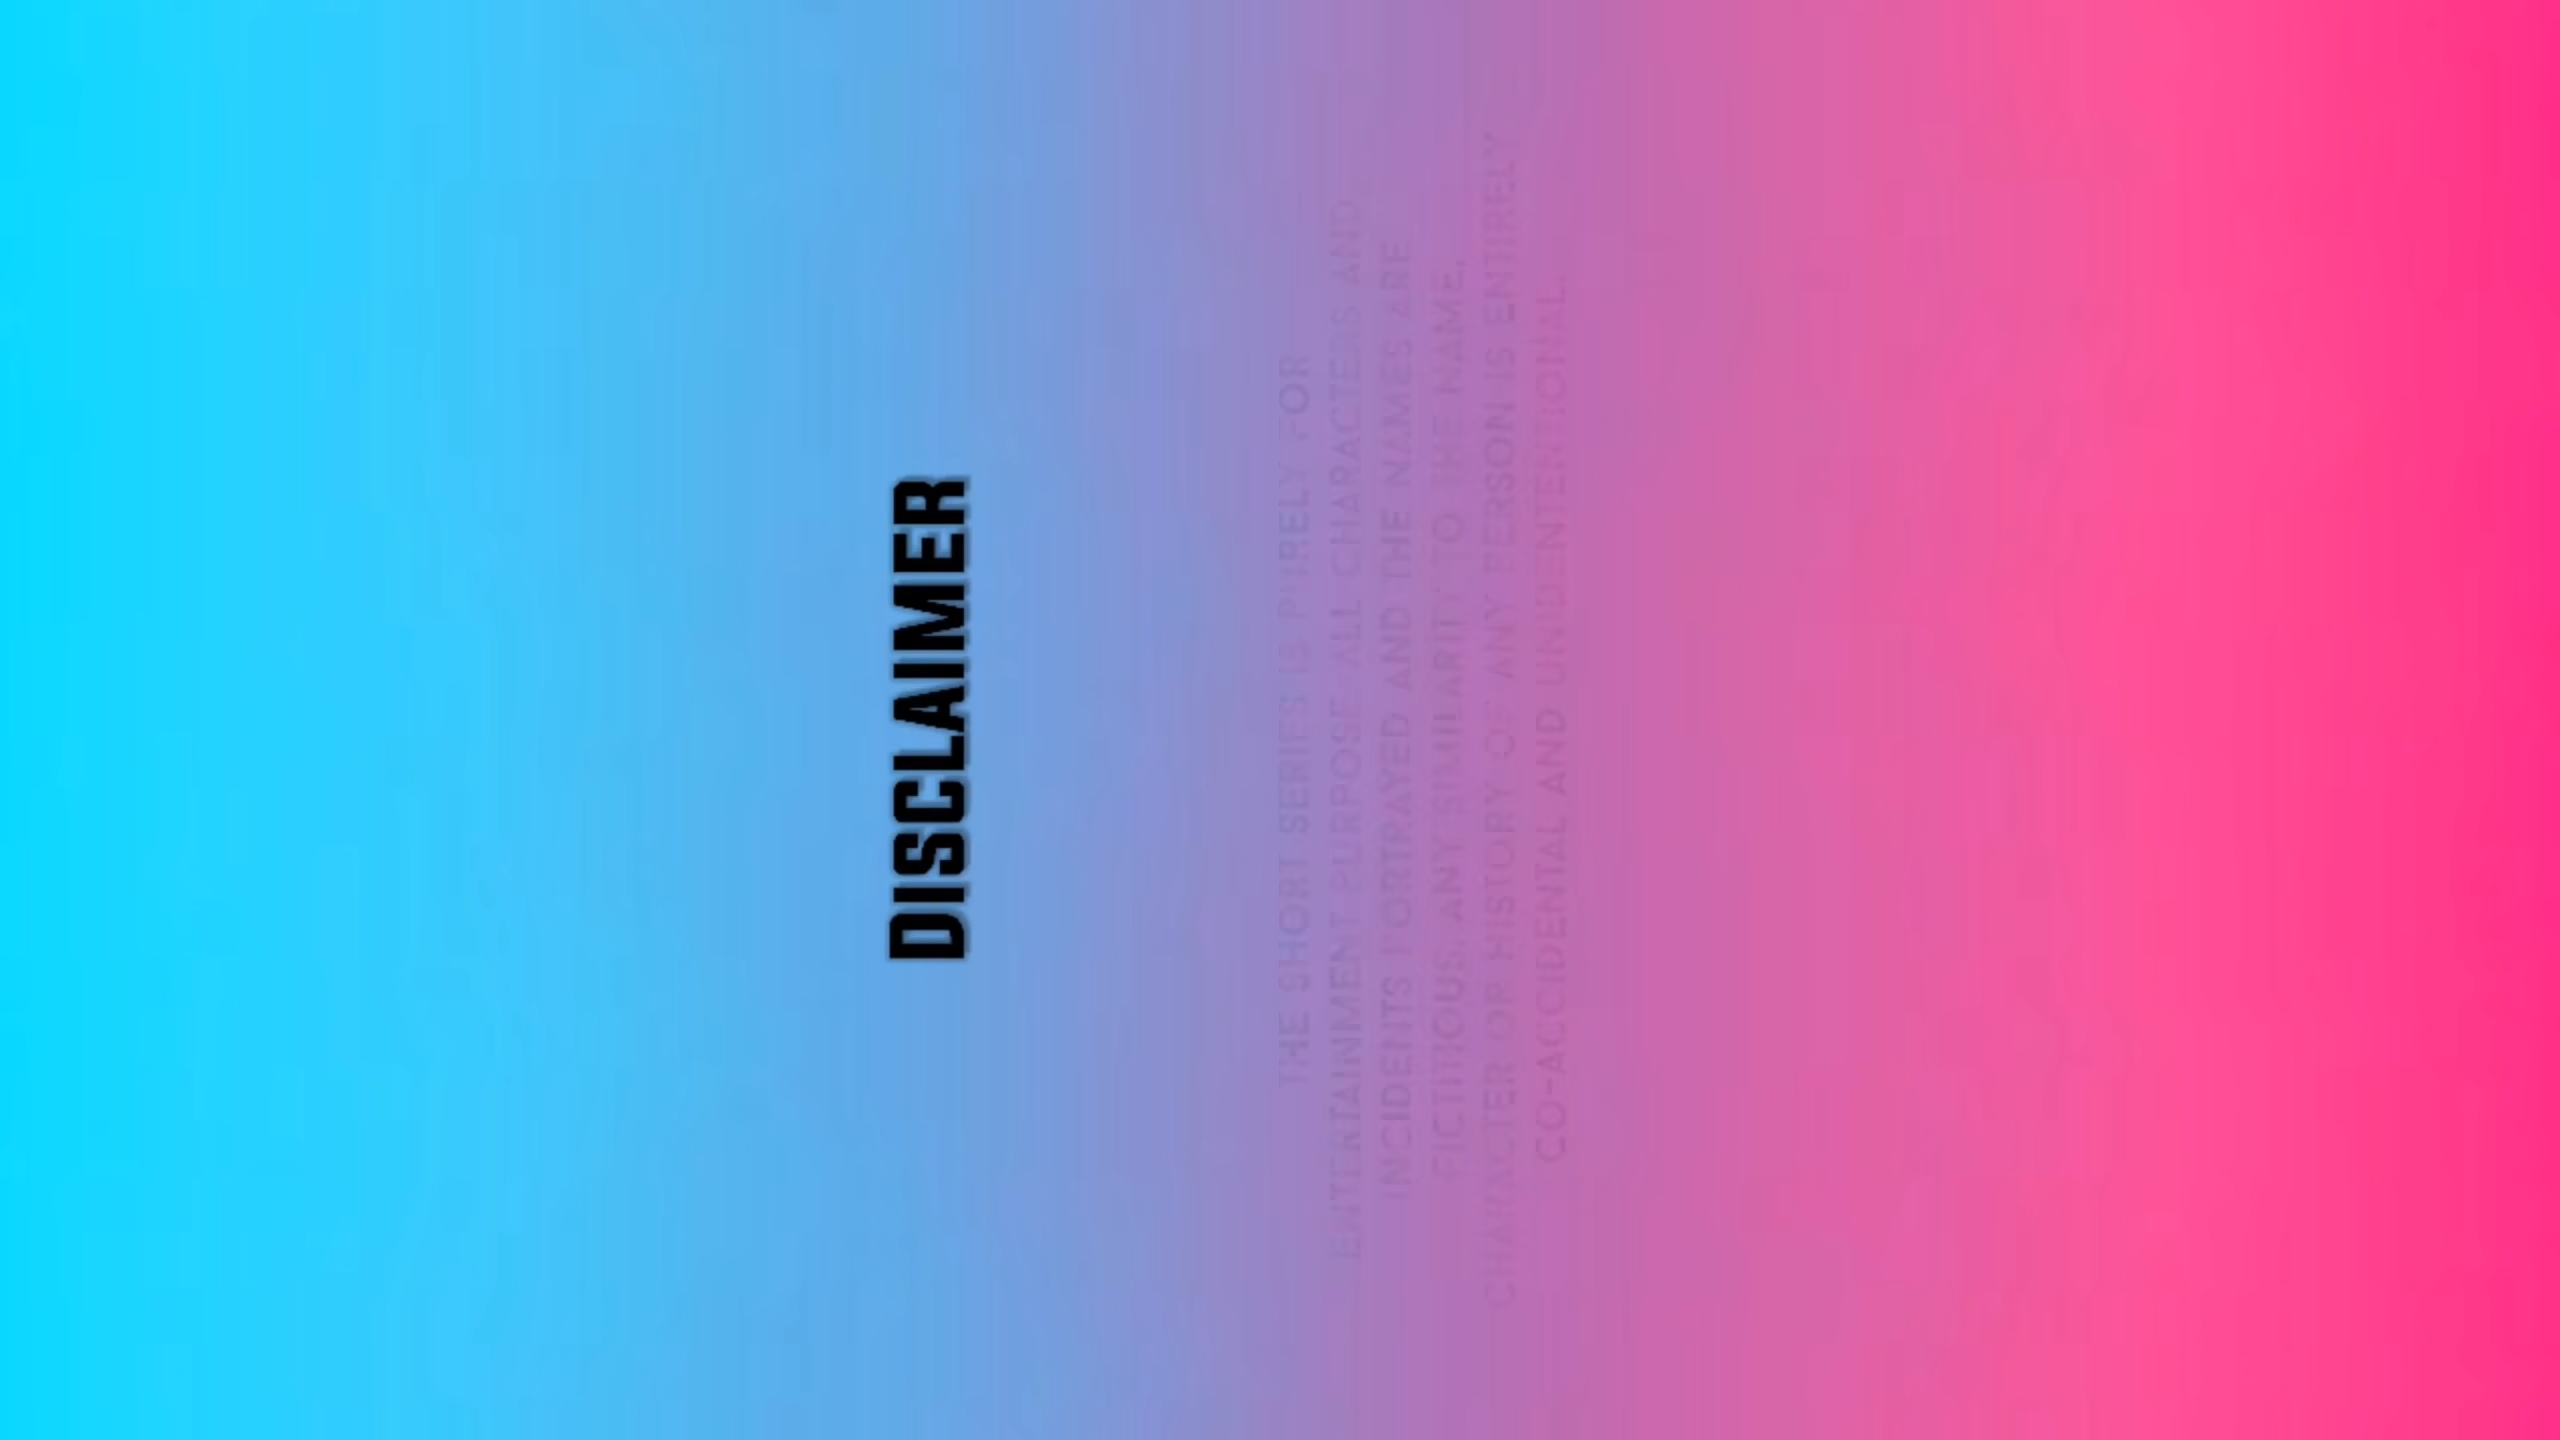 DISCLAIMER
THE SHORT SERIES IS PURELY FOR
ENTERTAINMENT PURPOSE. ALL CHARACTERS AND
INCIDENTS PORTRAYED AND THE NAMES ARE
FICTITIOUS. ANY SIMILARITY TO THE NAME,
CHARACTER OR HISTORY OF ANY PERSON IS ENTIRELY
CO-ACCIDENTAL AND UNIDENTENTIONAL.